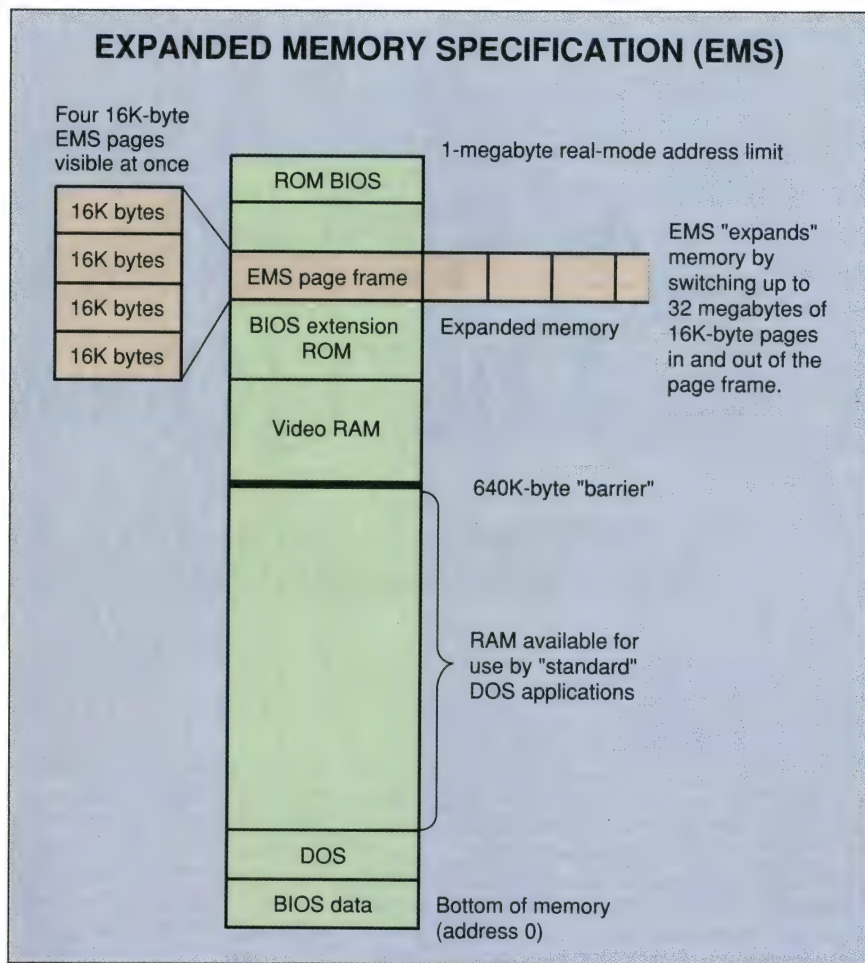 EXPANDED MEMORY SPECIFICATION (EMS)
Four 16K-byte
EMS pages
visible at once
16K bytes
16K bytes
16K bytes
16K bytes
1-megabyte real-mode address limit
ROM BIOS
EMS page frame
Expanded memory
EMS "expands"
memory by
switching up to
32 megabytes of
16K-byte pages
in and out of the
page frame.
BIOS extension
ROM
Video RAM
640K-byte "barrier"
RAM available for
use by "standard"
DOS applications
DOS
BIOS data
Bottom of memory
(address 0)